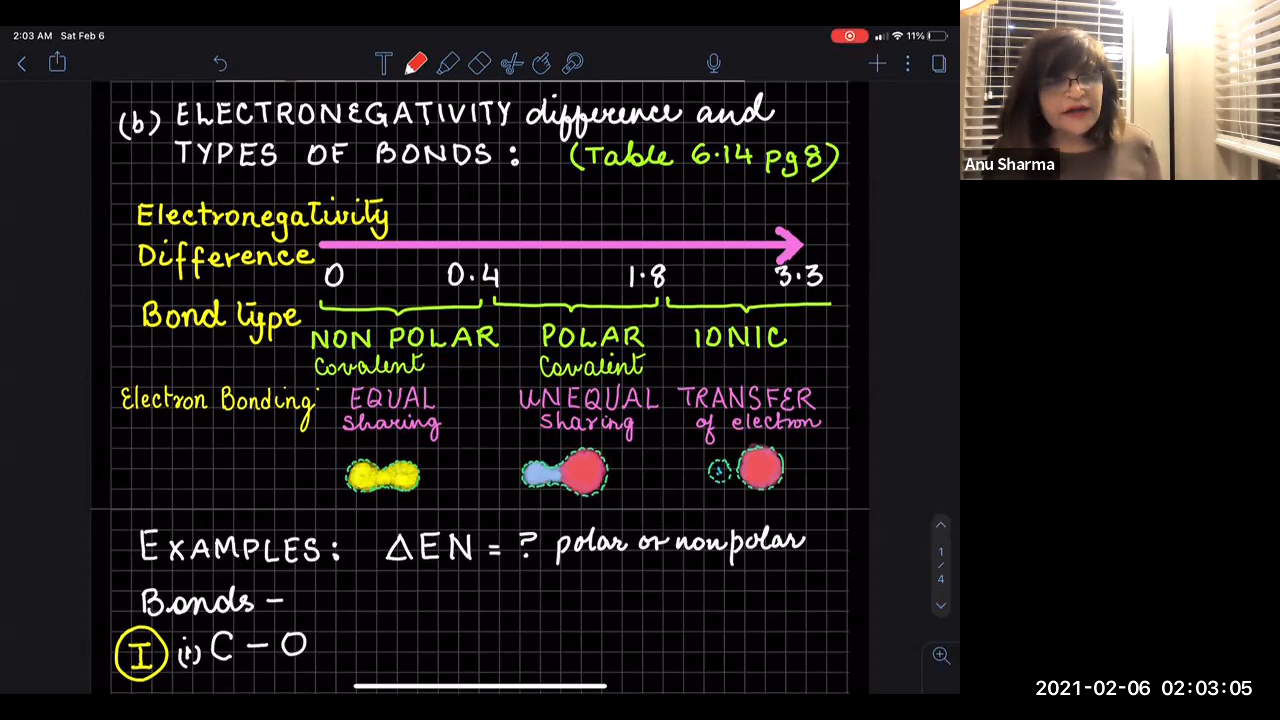 2:03 AM Sat Feb 6
11%
(b) ELECTRONEGATIVITY difference and
TYPES OF BONDS : (Table 6.14 pg 8)
Electronegativity
Difference
0 0.4 1.8 3.3
Bond type
NON POLAR POLAR IONIC
Covalent Covalent
Electron Bonding EQUAL UNEQUAL TRANSFER
sharing sharing of electron
EXAMPLES: ΔEN = ? polar or nonpolar
Bonds -
I (i) C - O
1/4
Anu Sharma
2021-02-06 02:03:05